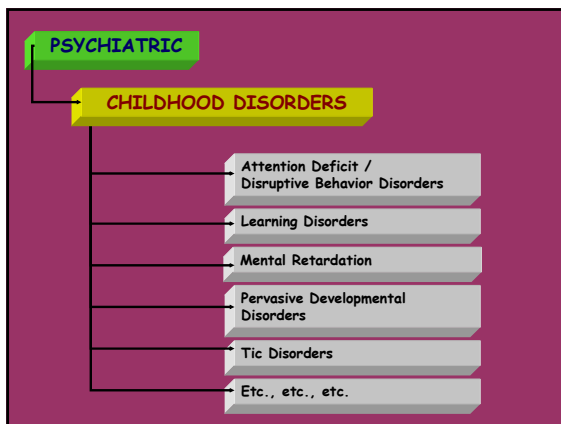 PSYCHIATRIC
CHILDHOOD DISORDERS
Attention Deficit /
Disruptive Behavior Disorders
Learning Disorders
Mental Retardation
Pervasive Developmental
Disorders
Tic Disorders
Etc., etc., etc.